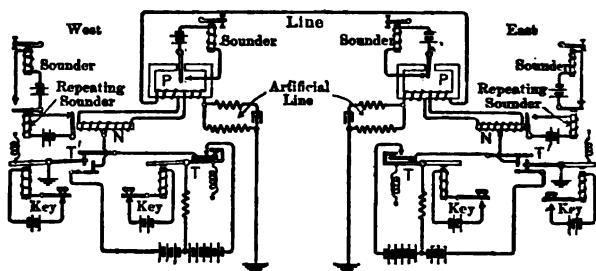 West
Line
East
Sounder
Sounder
Sounder
Sounder
P
P
Repeating
Sounder
Artificial
Line
Repeating
Sounder
N
N
T'
T'
T
T
Key
Key
Key
Key